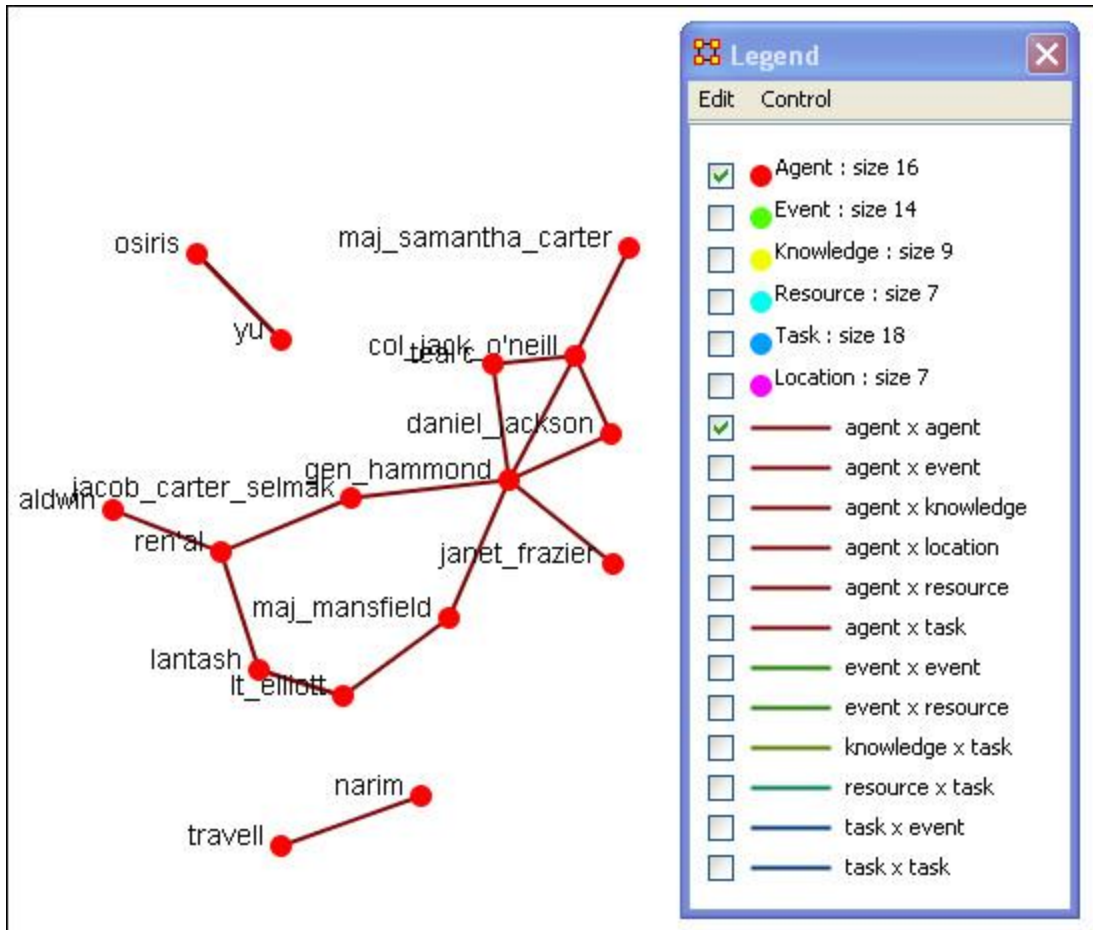 Legend
Edit Control
Agent : size 16
Event : size 14
Knowledge : size 9
Resource : size 7
Task : size 18
Location : size 7
agent x agent
agent x event
agent x knowledge
agent x location
agent x resource
agent x task
event x event
event x resource
knowledge x task
resource x task
task x event
task x task
maj_samantha_carter
osiris
yu
col_jack_o'neill
daniel_jackson
gen_hammond
jacob_carter_selmak
aldwin
ren'al
janet_frazier
maj_mansfield
lantash
lt_elliott
narim
travell